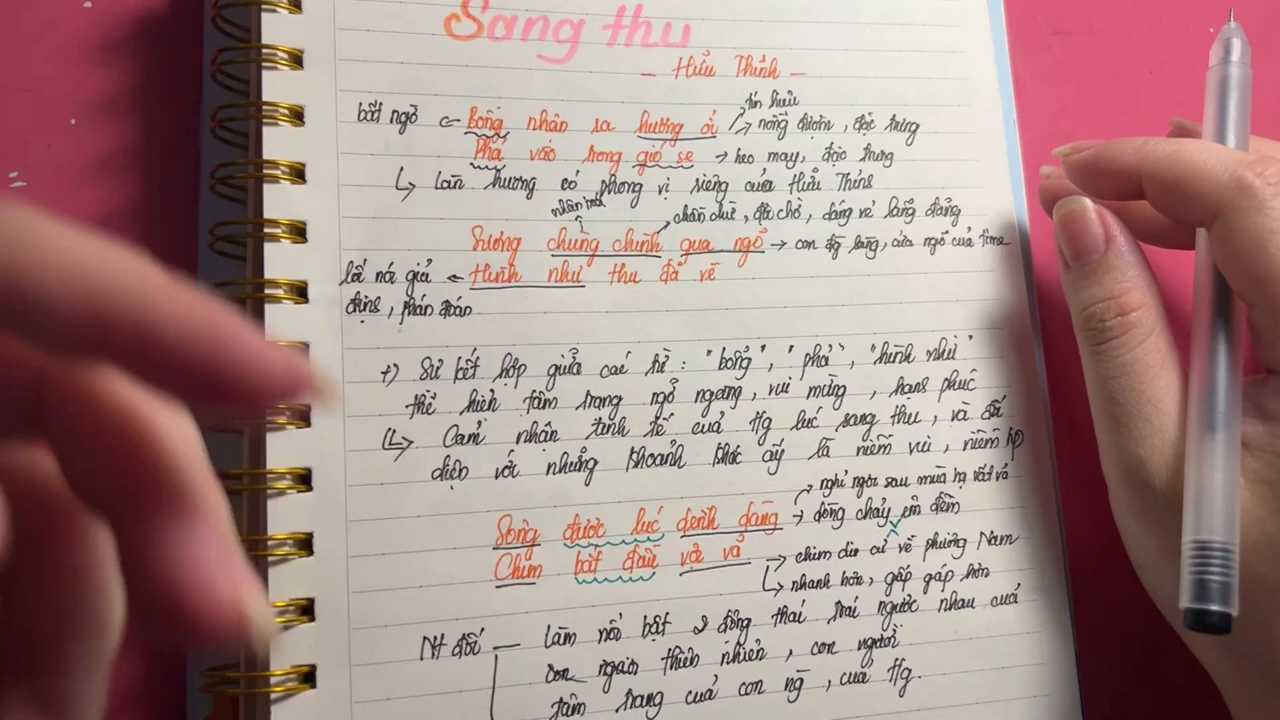 Sang thu
— Hữu Thỉnh —
tín hiệu
bất ngờ ← Bỗng nhận ra hương ổi → nồng đượm, đặc trưng
Phả vào trong gió se → heo may, đặc trưng
↳ làn hương có phong vị riêng của Hữu Thỉnh
nhân hoá
chần chừ, đợi chờ, dáng vẻ lãng đãng
Sương chùng chình qua ngõ → con đg làng, cửa ngõ của time
lối nói giả ← Hình như thu đã về
định, phán đoán
+) Sự kết hợp giữa các từ: "bỗng", "phả", "hình như"
thể hiện tâm trạng ngỡ ngàng, vui mừng, hạnh phúc
↳ Cảm nhận tinh tế của tg lúc sang thu, và đối
diện với những khoảnh khắc ấy là niềm vui, niềm hp
nghỉ ngơi sau mùa hạ vất vả
Sông được lúc dềnh dàng → dòng chảy êm đềm
Chim bắt đầu vội vã → chim di cư về phương Nam
↳ nhanh hơn, gấp gáp hơn
NT đối — làm nổi bật 2 động thái trái ngược nhau của
con ngườ thiên nhiên, con người
tâm trạng của con ng, của tg.